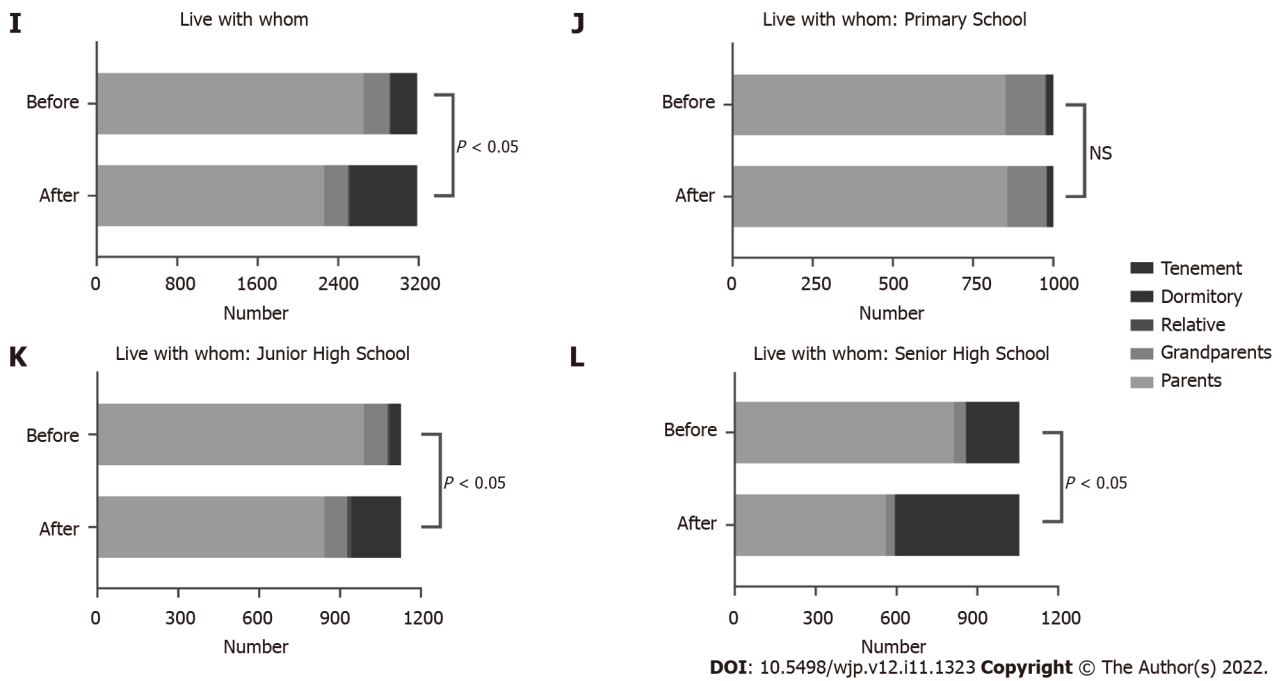 I
Live with whom
Before
After
P < 0.05
0 800 1600 2400 3200
Number
J
Live with whom: Primary School
Before
After
NS
0 250 500 750 1000
Number
Tenement
Dormitory
Relative
Grandparents
Parents
K
Live with whom: Junior High School
Before
After
P < 0.05
0 300 600 900 1200
Number
L
Live with whom: Senior High School
Before
After
P < 0.05
0 300 600 900 1200
Number
DOI: 10.5498/wjp.v12.i11.1323 Copyright © The Author(s) 2022.